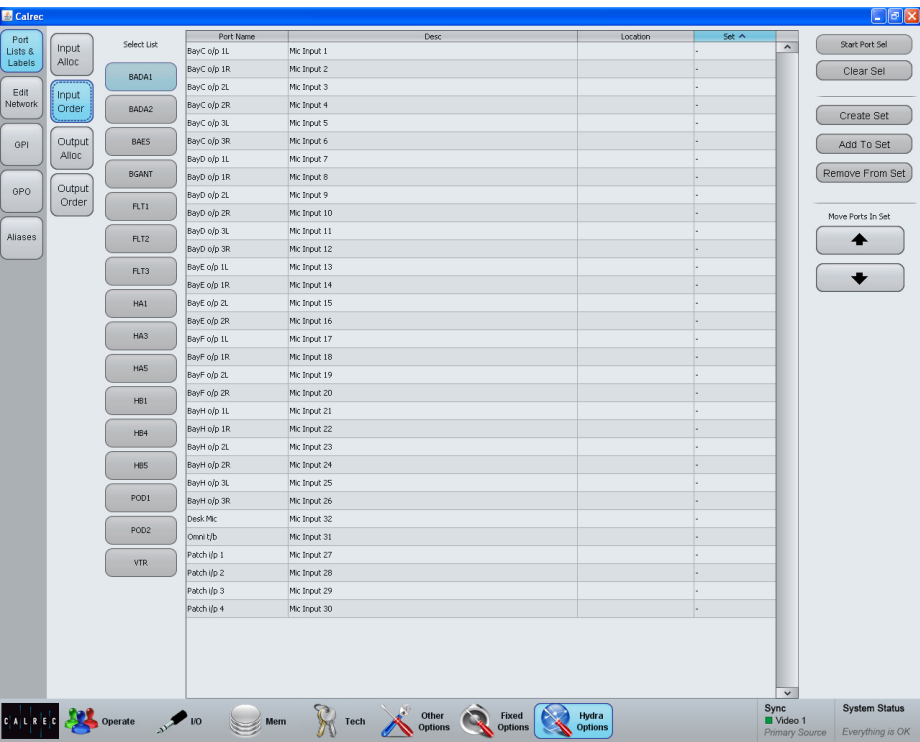 Calrec
Port Lists & Labels
Edit Network
GPI
GPO
Aliases
Input Alloc
Input Order
Output Alloc
Output Order
Select List
BADA1
BADA2
BAES
BGANT
FLT1
FLT2
FLT3
HA1
HA3
HA5
HB1
HB4
HB5
POD1
POD2
VTR
Port Name Desc Location Set
BayC o/p 1L Mic Input 1 -
BayC o/p 1R Mic Input 2 -
BayC o/p 2L Mic Input 3 -
BayC o/p 2R Mic Input 4 -
BayC o/p 3L Mic Input 5 -
BayC o/p 3R Mic Input 6 -
BayD o/p 1L Mic Input 7 -
BayD o/p 1R Mic Input 8 -
BayD o/p 2L Mic Input 9 -
BayD o/p 2R Mic Input 10 -
BayD o/p 3L Mic Input 11 -
BayD o/p 3R Mic Input 12 -
BayE o/p 1L Mic Input 13 -
BayE o/p 1R Mic Input 14 -
BayE o/p 2L Mic Input 15 -
BayE o/p 2R Mic Input 16 -
BayF o/p 1L Mic Input 17 -
BayF o/p 1R Mic Input 18 -
BayF o/p 2L Mic Input 19 -
BayF o/p 2R Mic Input 20 -
BayH o/p 1L Mic Input 21 -
BayH o/p 1R Mic Input 22 -
BayH o/p 2L Mic Input 23 -
BayH o/p 2R Mic Input 24 -
BayH o/p 3L Mic Input 25 -
BayH o/p 3R Mic Input 26 -
Desk Mic Mic Input 32 -
Omni t/b Mic Input 31 -
Patch i/p 1 Mic Input 27 -
Patch i/p 2 Mic Input 28 -
Patch i/p 3 Mic Input 29 -
Patch i/p 4 Mic Input 30 -
Start Port Sel
Clear Sel
Create Set
Add To Set
Remove From Set
Move Ports In Set
CALREC
Operate
I/O
Mem
Tech
Other Options
Fixed Options
Hydra Options
Sync
Video 1
Primary Source
System Status
Everything is OK